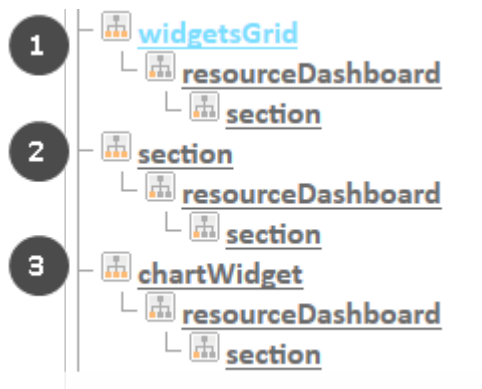 1 widgetsGrid
resourceDashboard
section
2 section
resourceDashboard
section
3 chartWidget
resourceDashboard
section